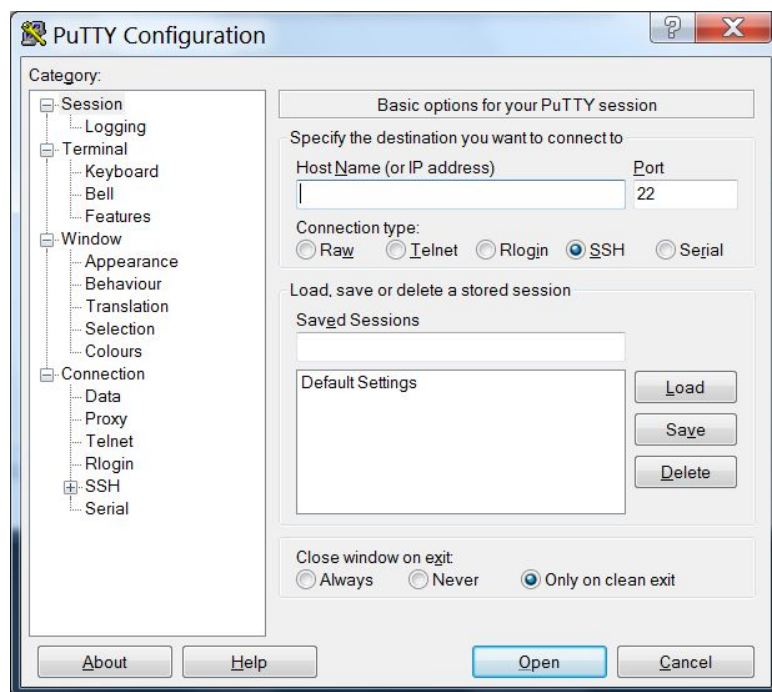 PuTTY Configuration
Category:
Session
Logging
Terminal
Keyboard
Bell
Features
Window
Appearance
Behaviour
Translation
Selection
Colours
Connection
Data
Proxy
Telnet
Rlogin
SSH
Serial
Basic options for your PuTTY session
Specify the destination you want to connect to
Host Name (or IP address) Port
22
Connection type:
Raw Telnet Rlogin SSH Serial
Load, save or delete a stored session
Saved Sessions
Default Settings
Load
Save
Delete
Close window on exit:
Always Never Only on clean exit
About Help Open Cancel